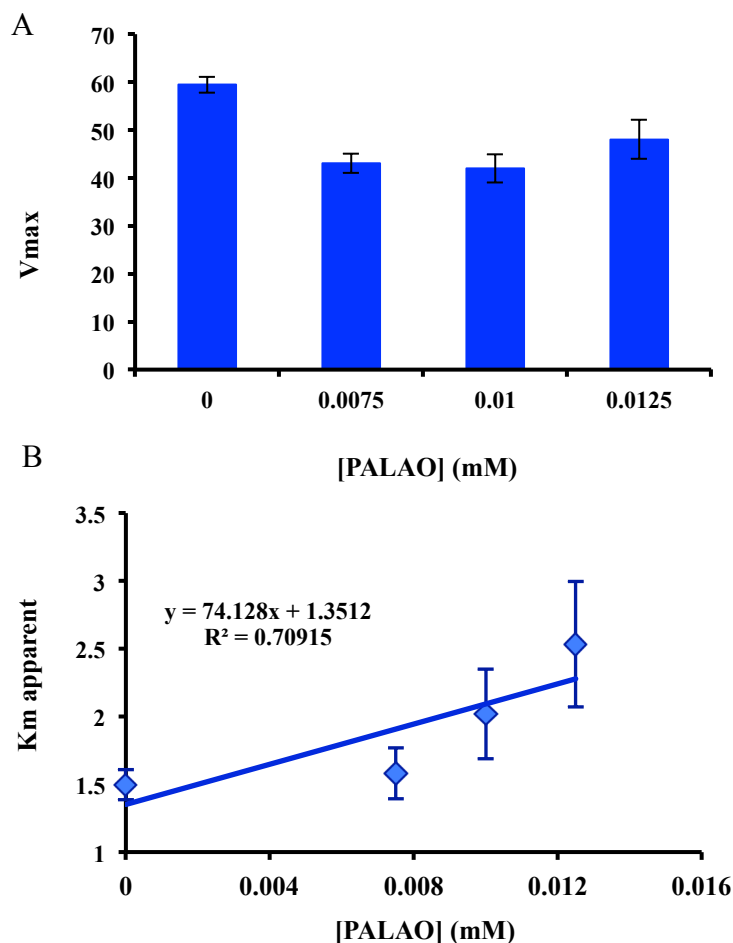 A
70
60
50
40
30
20
10
0
Vmax
0 0.0075 0.01 0.0125
[PALAO] (mM)
B
3.5
3
2.5
2
1.5
1
Km apparent
y = 74.128x + 1.3512
R² = 0.70915
0 0.004 0.008 0.012 0.016
[PALAO] (mM)